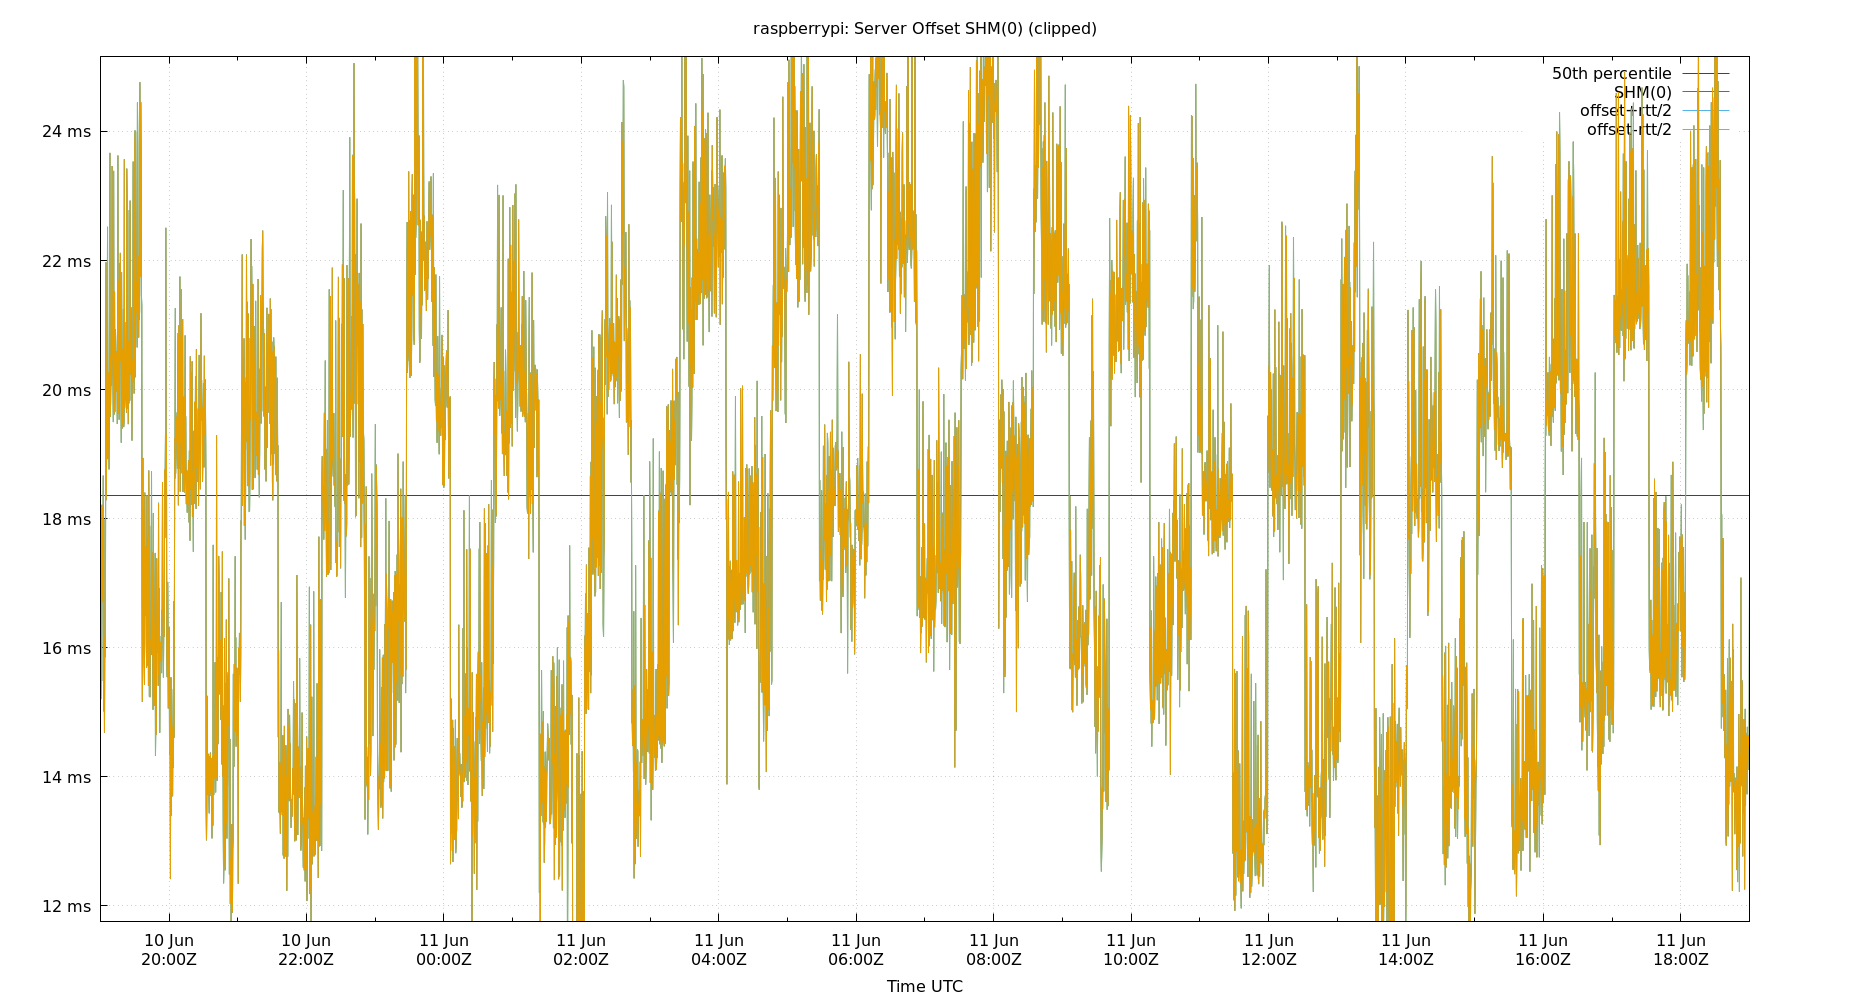 raspberrypi: Server Offset SHM(0) (clipped)
50th percentile
SHM(0)
offset+rtt/2
offset-rtt/2
24 ms
22 ms
20 ms
18 ms
16 ms
14 ms
12 ms
10 Jun 10 Jun 11 Jun 11 Jun 11 Jun 11 Jun 11 Jun 11 Jun 11 Jun 11 Jun 11 Jun 11 Jun
20:00Z 22:00Z 00:00Z 02:00Z 04:00Z 06:00Z 08:00Z 10:00Z 12:00Z 14:00Z 16:00Z 18:00Z
Time UTC